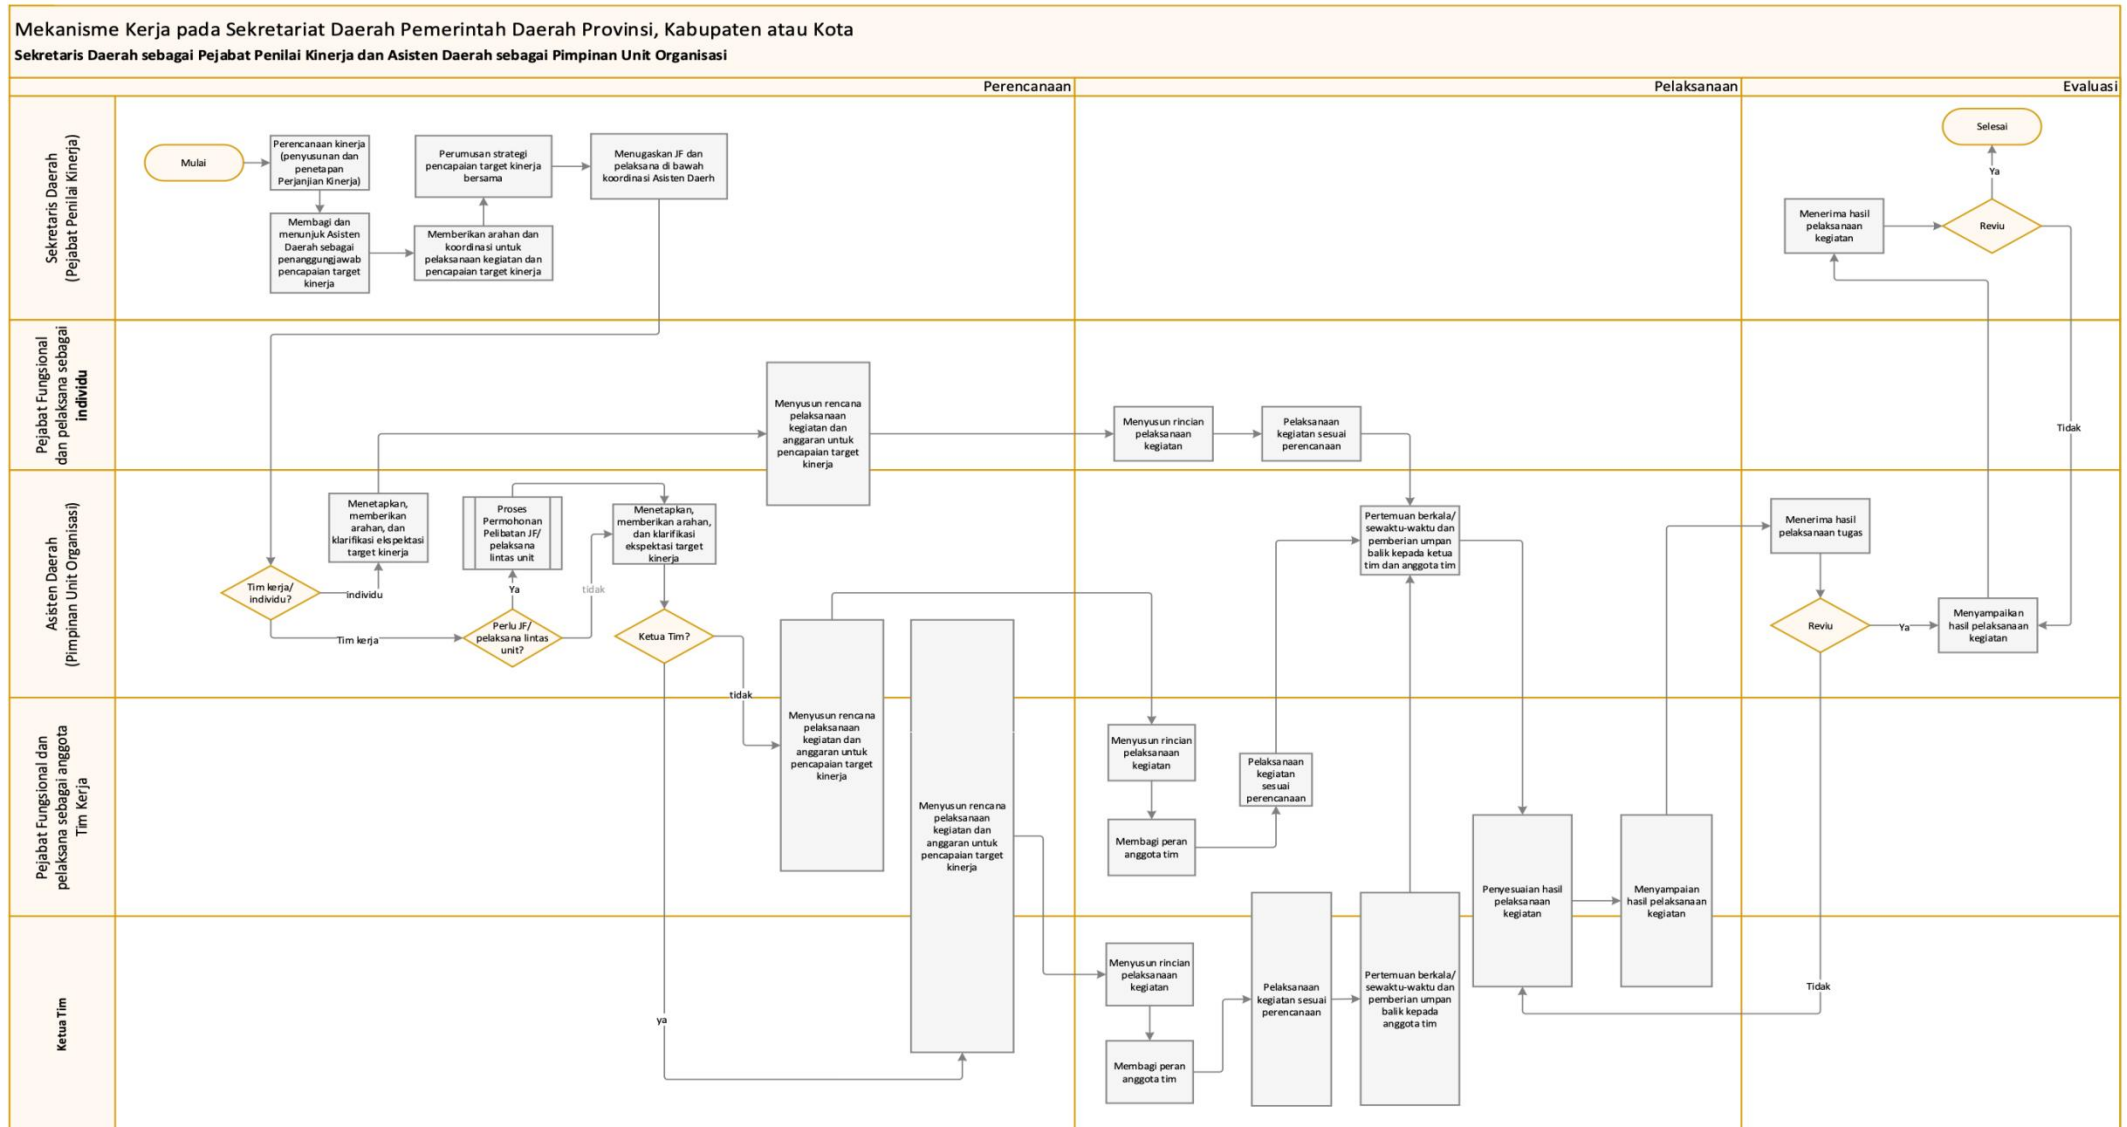 Mekanisme Kerja pada Sekretariat Daerah Pemerintah Daerah Provinsi, Kabupaten atau Kota
Sekretaris Daerah sebagai Pejabat Penilai Kinerja dan Asisten Daerah sebagai Pimpinan Unit Organisasi
Perencanaan
Pelaksanaan
Evaluasi
Sekretaris Daerah
(Pejabat Penilai Kinerja)
Mulai
Perencanaan kinerja
(penyusunan dan
penetapan
Perjanjian Kinerja)
Membagi dan
menunjuk Asisten
Daerah sebagai
penanggungjawab
pencapaian target
kinerja
Perumusan strategi
pencapaian target kinerja
bersama
Memberikan arahan dan
koordinasi untuk
pelaksanaan kegiatan dan
pencapaian target kinerja
Menugaskan JF dan
pelaksana di bawah
koordinasi Asisten Daerh
Selesai
Ya
Menerima hasil
pelaksanaan
kegiatan
Reviu
Tidak
Pejabat Fungsional
dan pelaksana sebagai
individu
Menyusun rencana
pelaksanaan
kegiatan dan
anggaran untuk
pencapaian target
kinerja
Menyusun rincian
pelaksanaan
kegiatan
Pelaksanaan
kegiatan sesuai
perencanaan
Asisten Daerah
(Pimpinan Unit Organisasi)
Tim kerja/
individu?
individu
Tim kerja
Menetapkan,
memberikan
arahan, dan
klarifikasi ekspektasi
target kinerja
Proses
Permohonan
Pelibatan JF/
pelaksana
lintas unit
Ya
tidak
Perlu JF/
pelaksana lintas
unit?
Menetapkan,
memberikan arahan,
dan klarifikasi
ekspektasi target
kinerja
Ketua Tim?
tidak
ya
Pertemuan berkala/
sewaktu-waktu dan
pemberian umpan
balik kepada ketua
tim dan anggota tim
Menerima hasil
pelaksanaan tugas
Reviu
Ya
Tidak
Menyampaikan
hasil pelaksanaan
kegiatan
Pejabat Fungsional dan
pelaksana sebagai anggota
Tim Kerja
Menyusun rencana
pelaksanaan
kegiatan dan
anggaran untuk
pencapaian target
kinerja
Menyusun rencana
pelaksanaan
kegiatan dan
anggaran untuk
pencapaian target
kinerja
Menyusun rincian
pelaksanaan
kegiatan
Membagi peran
anggota tim
Pelaksanaan
kegiatan
sesuai
perencanaan
Penyesuaian hasil
pelaksanaan
kegiatan
Menyampaian
hasil pelaksanaan
kegiatan
Ketua Tim
Menyusun rincian
pelaksanaan
kegiatan
Membagi peran
anggota tim
Pelaksanaan
kegiatan sesuai
perencanaan
Pertemuan berkala/
sewaktu-waktu dan
pemberian umpan
balik kepada
anggota tim